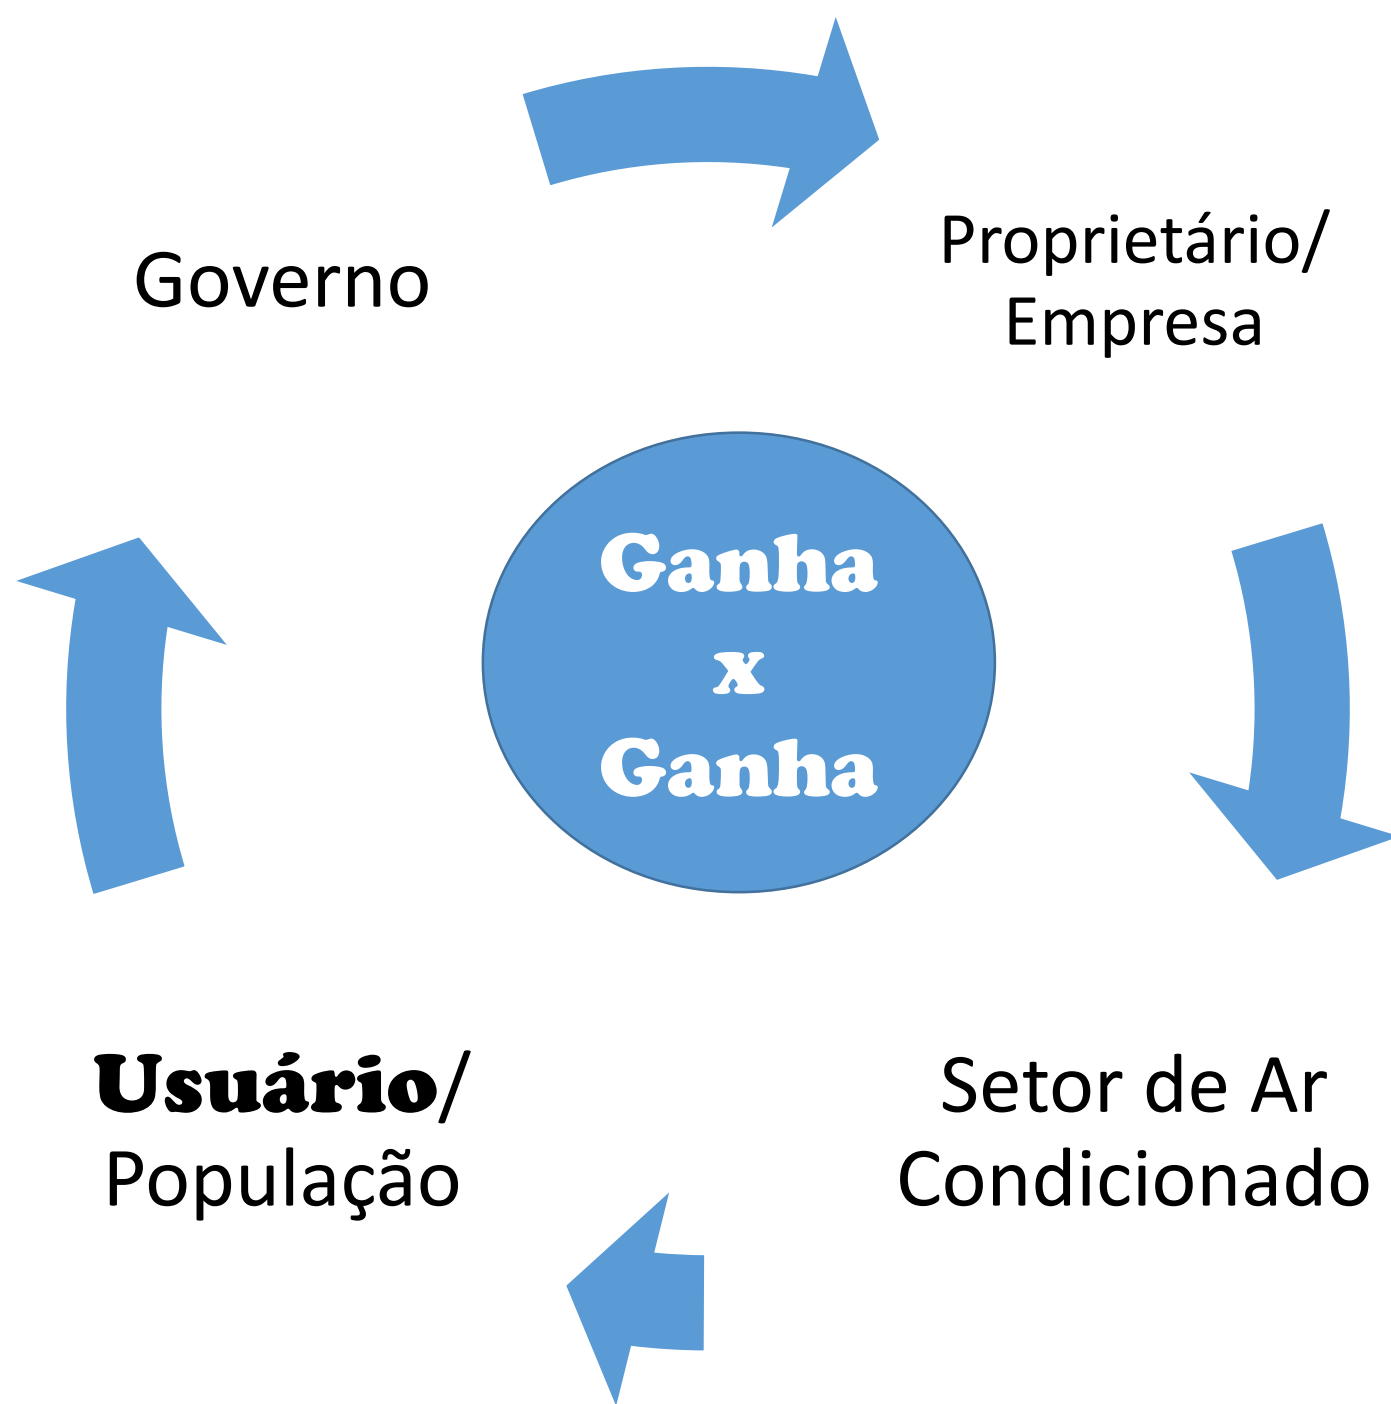 Governo
Proprietário/
Empresa
Ganha
x
Ganha
Usuário/
População
Setor de Ar
Condicionado